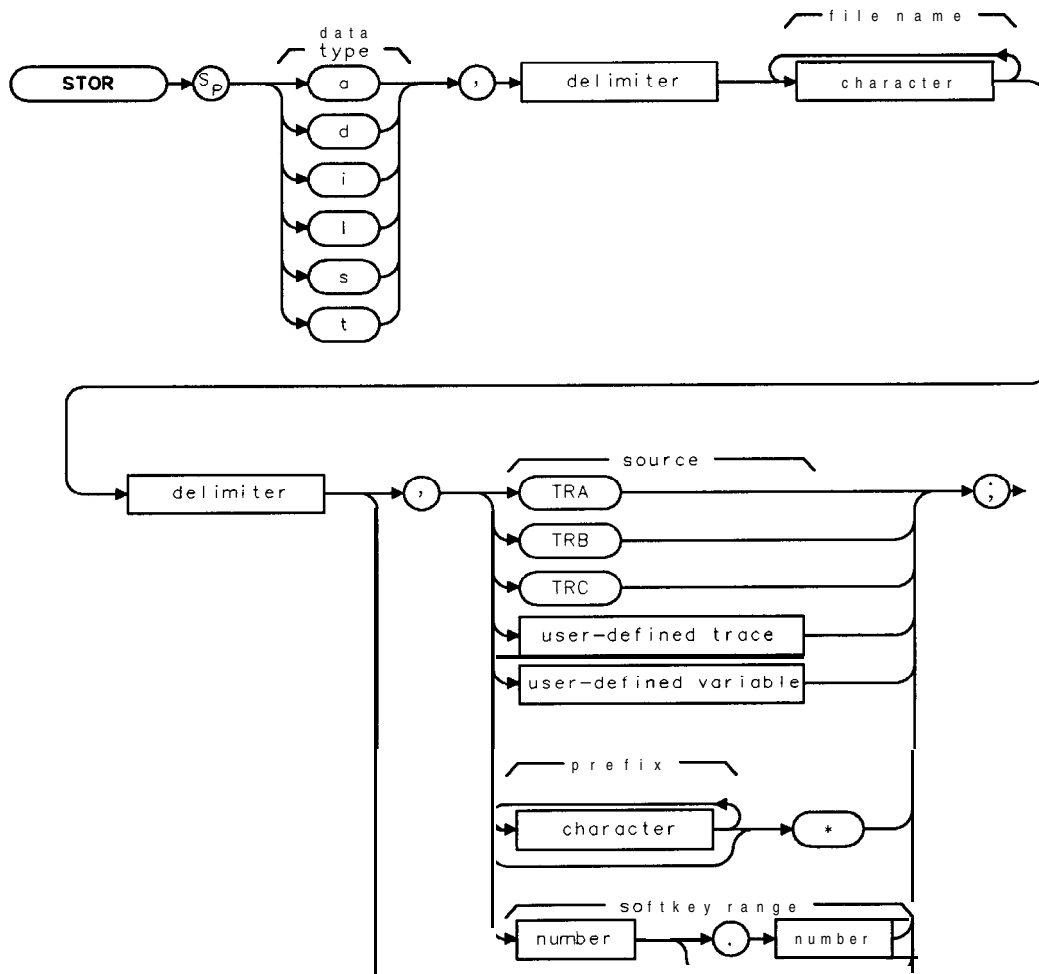 file name
data
type
STOR SP a , delimiter character
d
i
l
s
t
source
delimiter , TRA ;
TRB
TRC
user-defined trace
user-defined variable
prefix
character *
softkey range
number . number